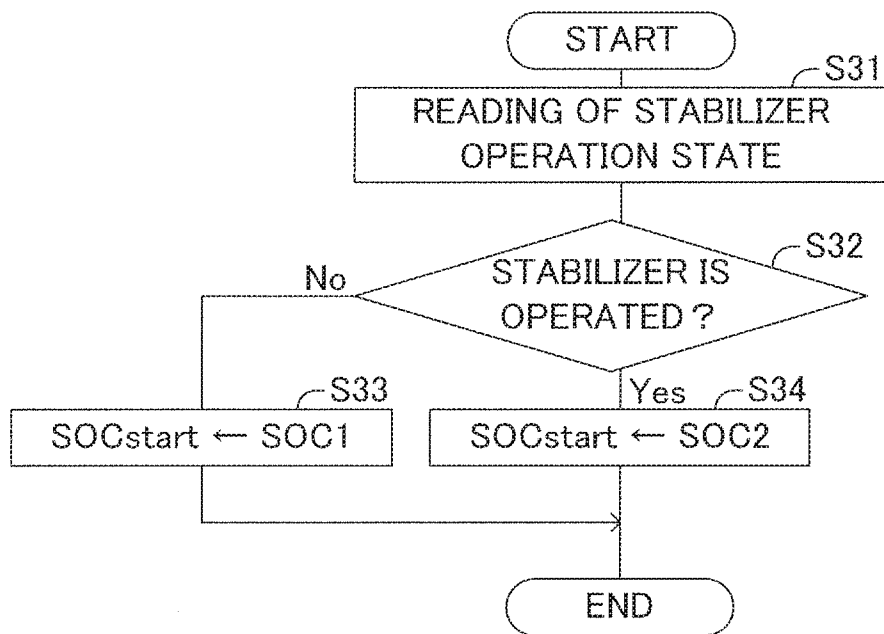 START
S31
READING OF STABILIZER
OPERATION STATE
S32
STABILIZER IS
OPERATED ?
No
Yes
S33
SOCstart ← SOC1
S34
SOCstart ← SOC2
END